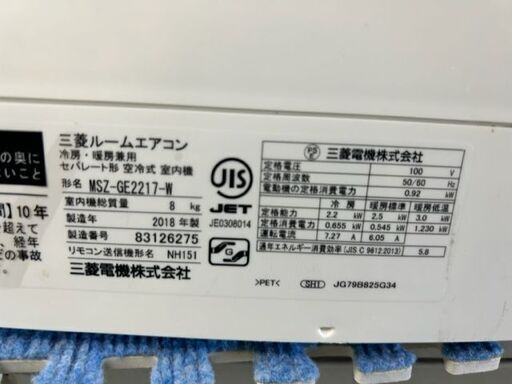 の奥に
いこと
】10年
を超えて
、経年
での事故
三菱ルームエアコン
冷房・暖房兼用
セパレート形 空冷式 室内機
形名 MSZ-GE2217-W
室内機総質量 8 kg
製造年 2018 年製
製造番号 83126275
リモコン送信機形名 NH151
三菱電機株式会社
JIS
JET
JE0308014
G
PS E
三菱電機株式会社
定格電圧 100 V
定格周波数 50/60 Hz
電動機の定格消費電力 0.92 kW
冷 房 暖房標準 暖房低温
定格能力 2.2 kW 2.5 kW 3.0 kW
定格消費電力 0.655 kW 0.545 kW 1.230 kW
運転電流 7.27 A 6.05 A
通年エネルギー消費効率(JIS C 9612:2013) 5.8
>PET< SHI JG79B825G34